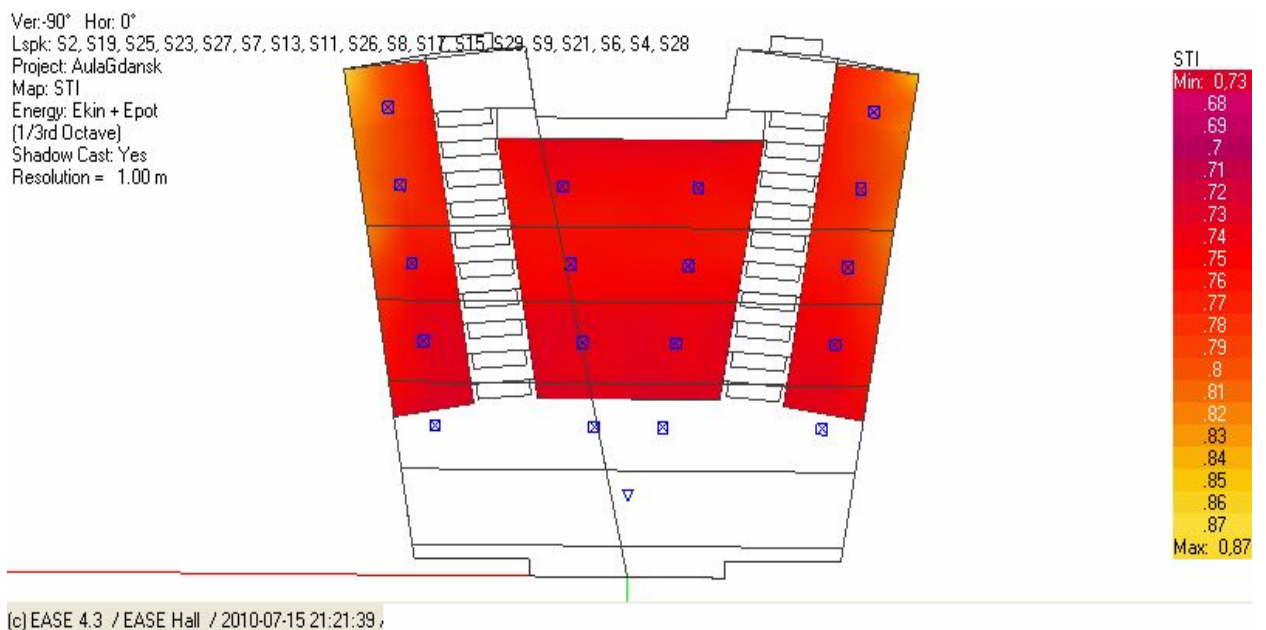 Ver:-90° Hor: 0°
Lspk: S2, S19, S25, S23, S27, S7, S13, S11, S26, S8, S17, S15, S29, S9, S21, S6, S4, S28
Project: AulaGdansk
Map: STI
Energy: Ekin + Epot
(1/3rd Octave)
Shadow Cast: Yes
Resolution = 1.00 m
STI
Min: 0,73
.68
.69
.7
.71
.72
.73
.74
.75
.76
.77
.78
.79
.8
.81
.82
.83
.84
.85
.86
.87
Max: 0,87
(c) EASE 4.3 / EASE Hall / 2010-07-15 21:21:39 /